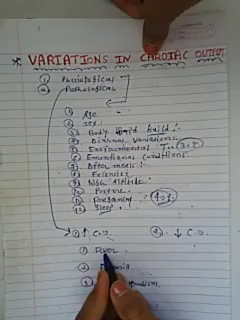 * VARIATIONS IN CARDIAC OUTPUT
① Physiological
② Pathological
① Age
② Sex
③ Body Build :-
④ Diurnal Variations
⑤ Environmental T
⑥ Emotional Conditions
⑦ After meals :-
⑧ Exercise
⑨ High Altitude
⑩ Posture
⑪ Pregnancy
⑫ Sleep
① ↑ C.O. ② ↓ C.O.
① Fever
②